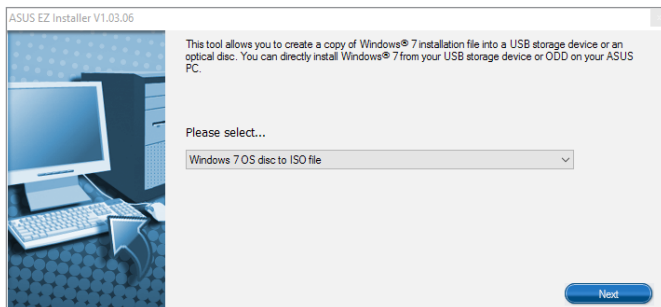 ASUS EZ Installer V1.03.06
This tool allows you to create a copy of Windows® 7 installation file into a USB storage device or an
optical disc. You can directly install Windows® 7 from your USB storage device or ODD on your ASUS
PC.
Please select...
Windows 7 OS disc to ISO file
Next